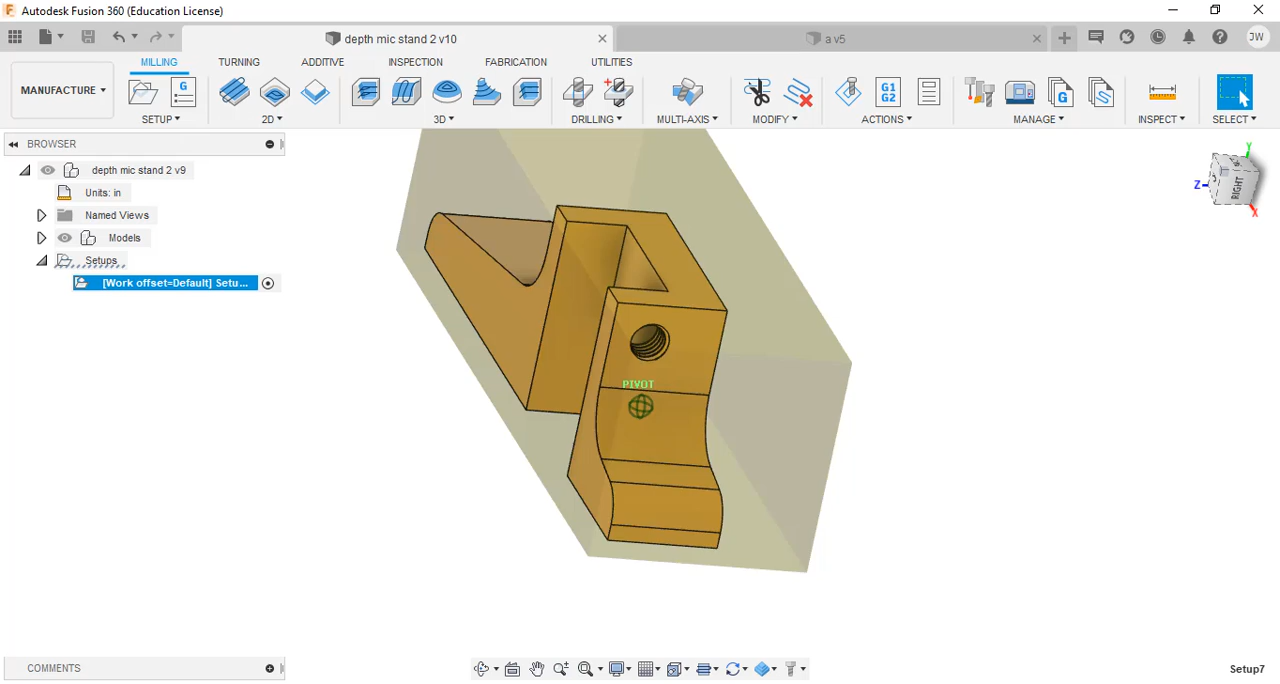 Autodesk Fusion 360 (Education License)
depth mic stand 2 v10
a v5
JW
MILLING
TURNING
ADDITIVE
INSPECTION
FABRICATION
UTILITIES
MANUFACTURE
G
G1
G2
G
SETUP
2D
3D
DRILLING
MULTI-AXIS
MODIFY
ACTIONS
MANAGE
INSPECT
SELECT
BROWSER
depth mic stand 2 v9
Units: in
Named Views
Models
Setups
[Work offset=Default] Setu...
PIVOT
Y
Z
X
RIGHT
COMMENTS
Setup7